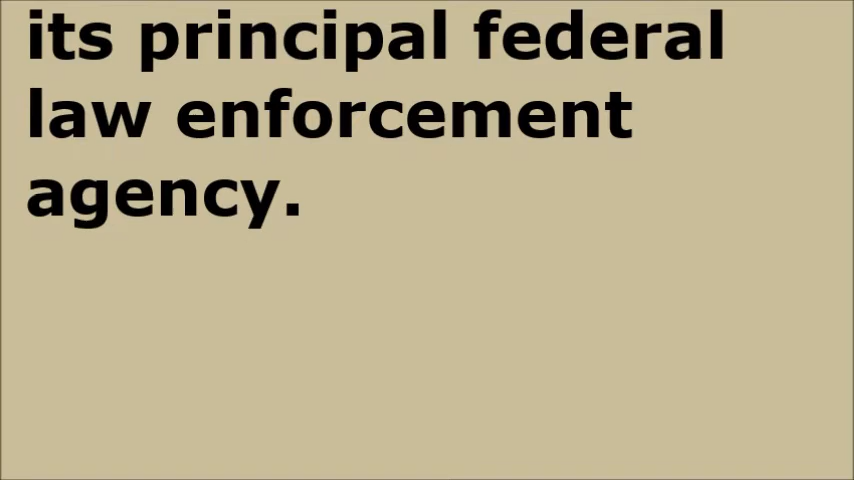 its principal federal
law enforcement
agency.